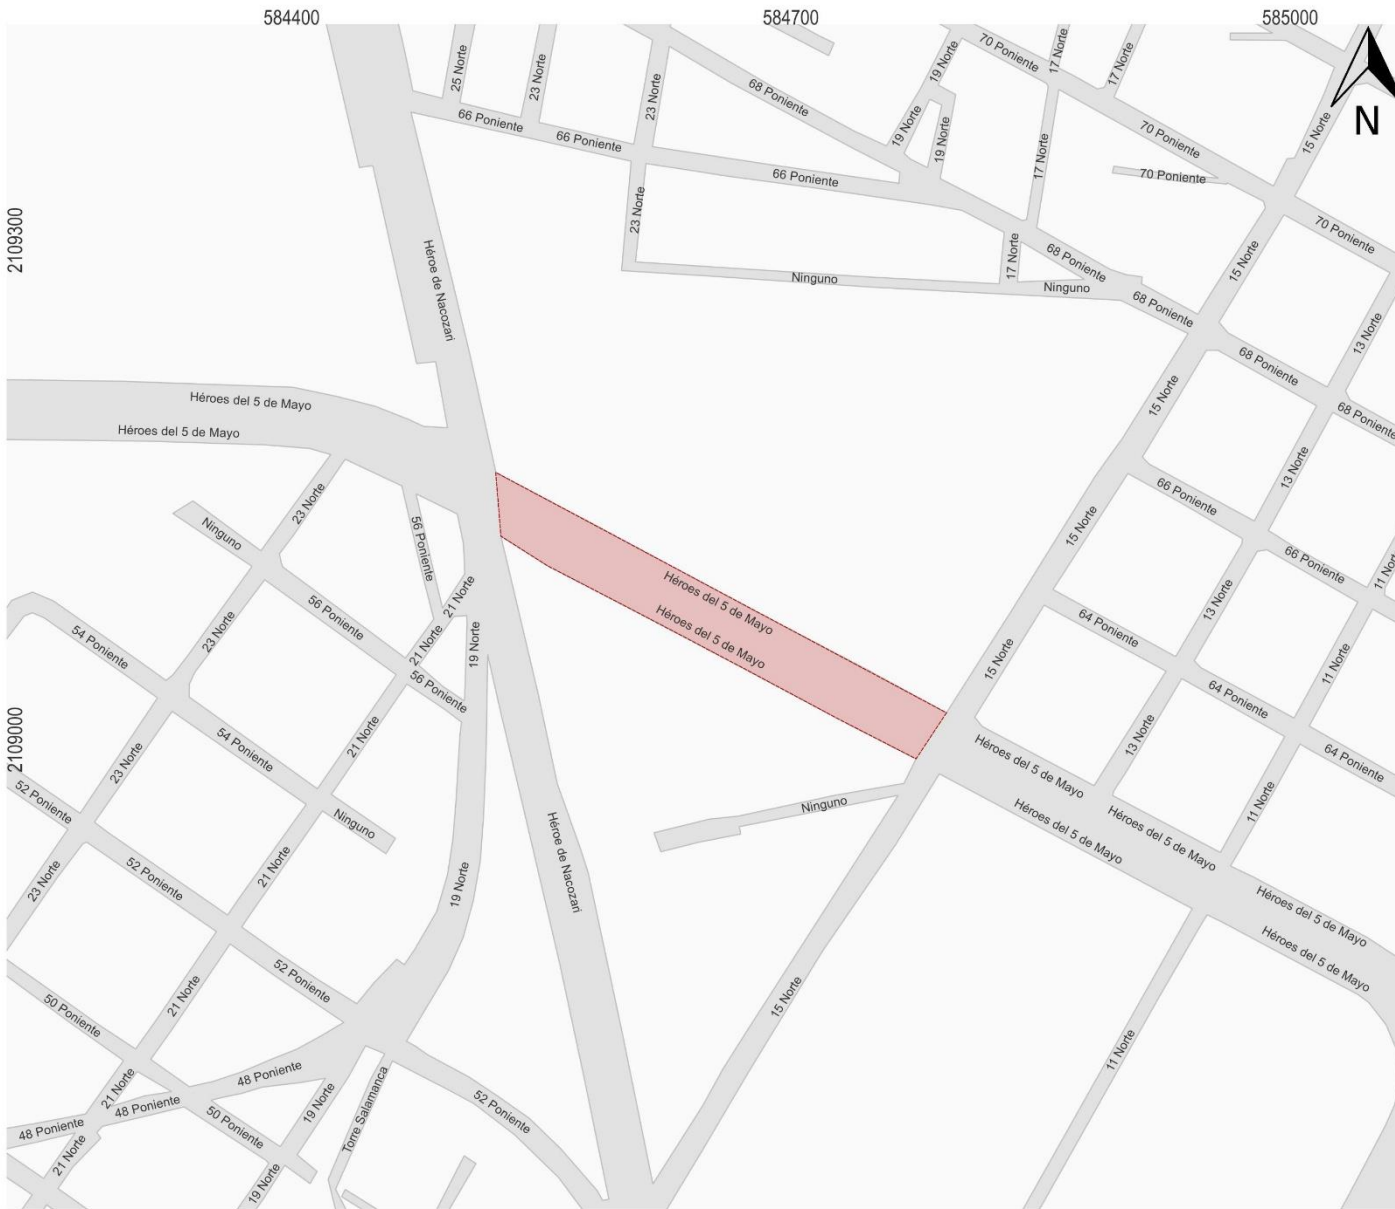 584400
584700
585000
2109300
2109000
N
25 Norte
23 Norte
23 Norte
68 Poniente
19 Norte
70 Poniente
17 Norte
17 Norte
66 Poniente
66 Poniente
19 Norte
19 Norte
70 Poniente
15 Norte
66 Poniente
17 Norte
70 Poniente
23 Norte
70 Poniente
Héroe de Nacozari
17 Norte
68 Poniente
15 Norte
Ninguno
Ninguno
68 Poniente
13 Norte
68 Poniente
Héroes del 5 de Mayo
15 Norte
68 Poniente
Héroes del 5 de Mayo
13 Norte
23 Norte
66 Poniente
Ninguno
56 Poniente
15 Norte
66 Poniente
11 Nort
21 Norte
Héroes del 5 de Mayo
13 Norte
56 Poniente
23 Norte
Héroes del 5 de Mayo
64 Poniente
54 Poniente
21 Norte
19 Norte
15 Norte
11 Norte
56 Poniente
64 Poniente
21 Norte
54 Poniente
13 Norte
23 Norte
Héroes del 5 de Mayo
64 Poniente
52 Poniente
Ninguno
Ninguno
11 Norte
Héroes del 5 de Mayo
Héroes del 5 de Mayo
Héroe de Nacozari
21 Norte
52 Poniente
23 Norte
19 Norte
Héroes del 5 de Mayo
Héroes del 5 de Mayo
52 Poniente
21 Norte
15 Norte
50 Poniente
11 Norte
48 Poniente
21 Norte
48 Poniente
19 Norte
Torre Salamanca
52 Poniente
48 Poniente
50 Poniente
21 Norte
19 Norte